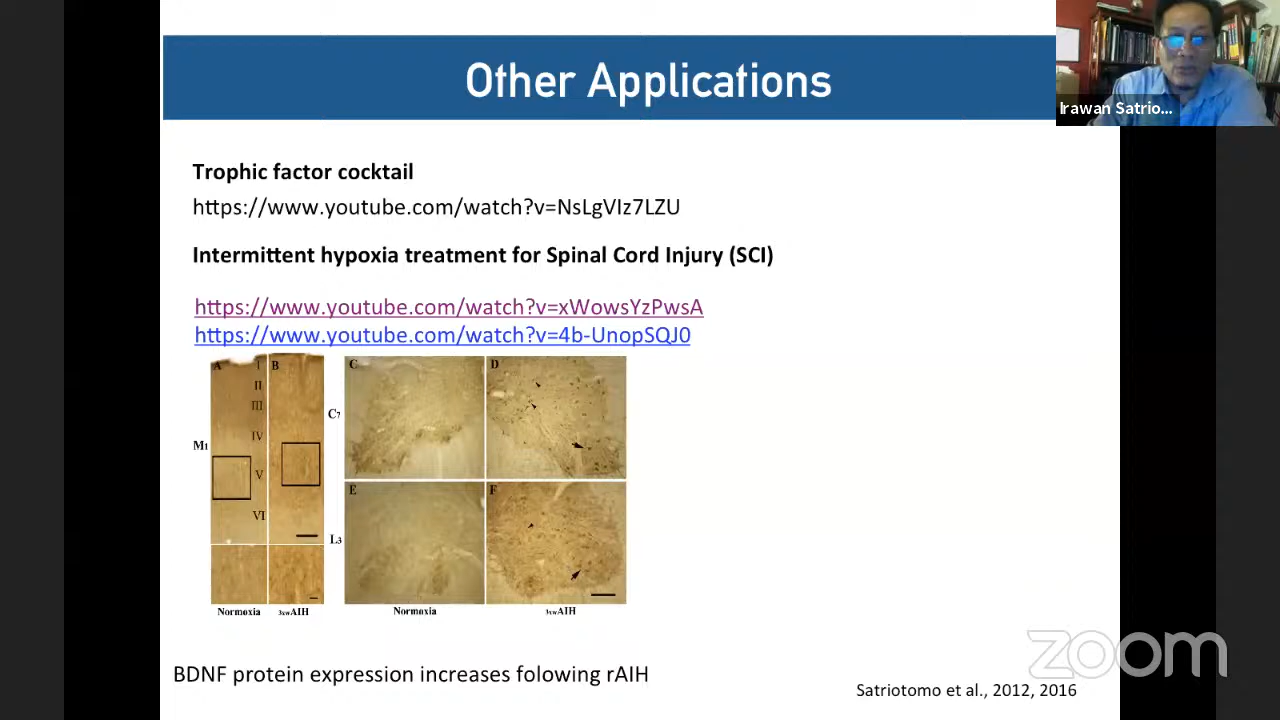 Other Applications
Irawan Satrio...
Trophic factor cocktail
https://www.youtube.com/watch?v=NsLgVIz7LZU
Intermittent hypoxia treatment for Spinal Cord Injury (SCI)
https://www.youtube.com/watch?v=xWowsYzPwsA
https://www.youtube.com/watch?v=4b-UnopSQJ0
A I B C D
II
III
C7
IV
M1
V
E F
VI
L3
Normoxia 3xwAIH Normoxia 3xwAIH
zoom
BDNF protein expression increases folowing rAIH
Satriotomo et al., 2012, 2016